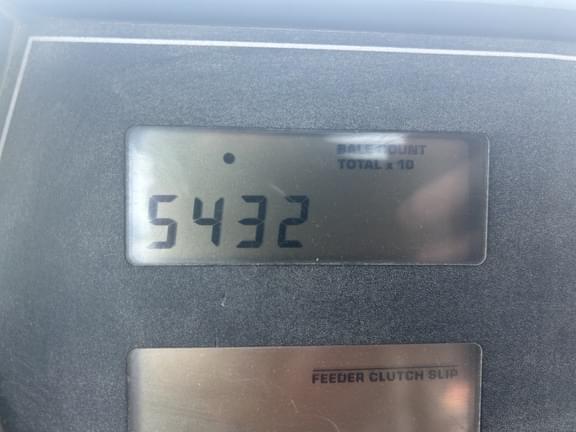 BALE COUNT
TOTAL x 10
5432
FEEDER CLUTCH SLIP